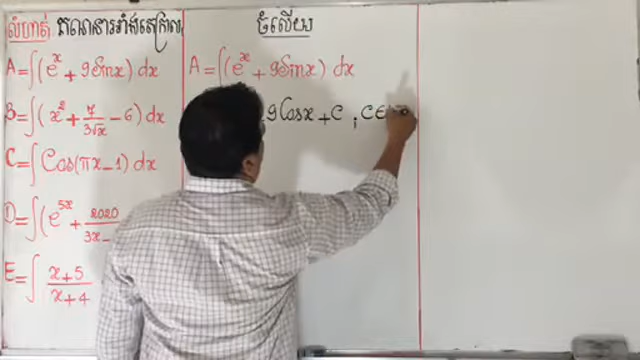 លំហាត់ គណនាអាំងតេក្រាល
A = ∫(eˣ + 9sinx) dx
B = ∫(x² + 7/(3√x) - 6) dx
C = ∫Cos(πx - 1) dx
D = ∫(e⁵ˣ + 2020/(3x -
E = ∫ (x+5)/(x+4)
ចំលើយ
A = ∫(eˣ + 9sinx) dx
9Cosx + C , C∈